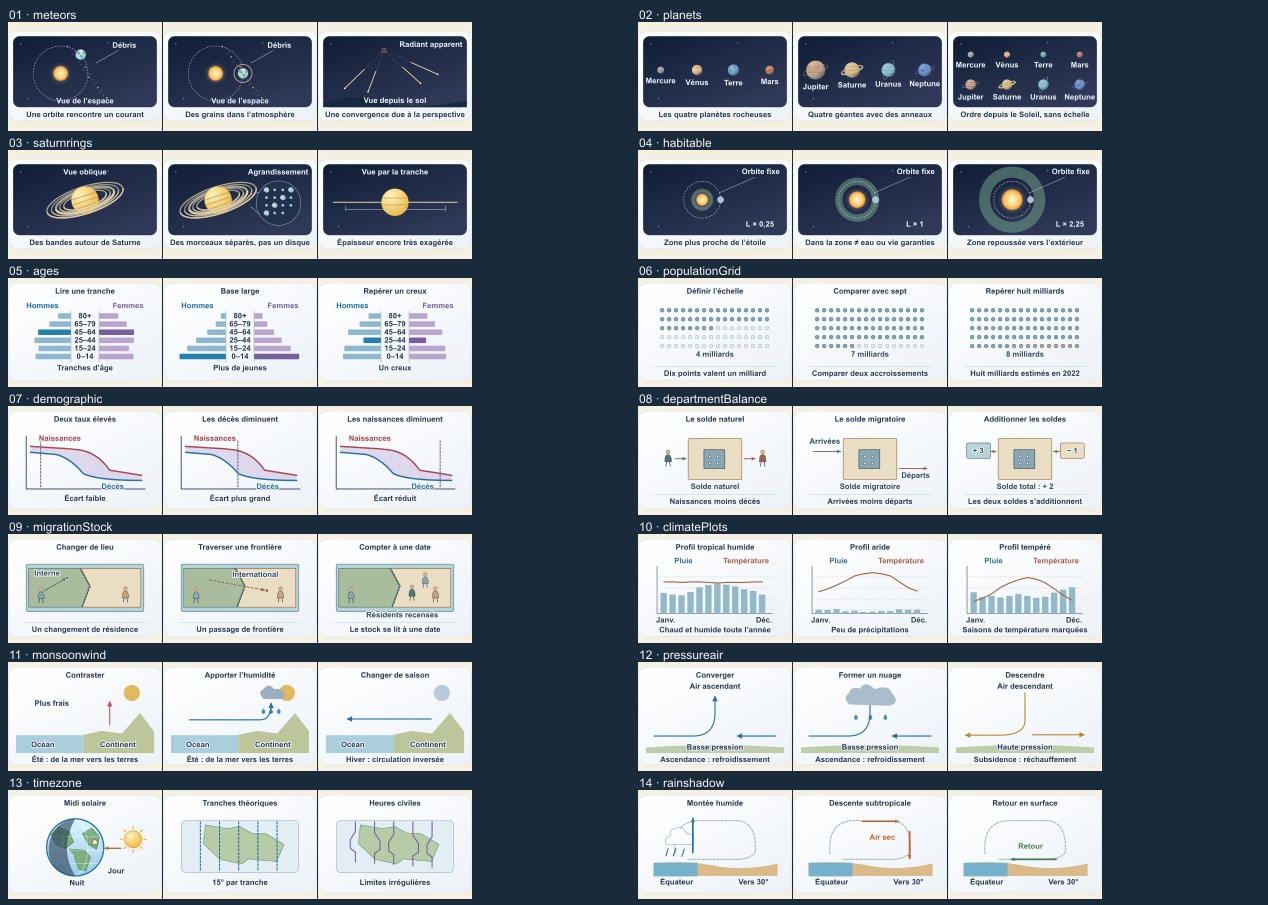 01 · meteors
Débris
Vue de l'espace
Une orbite rencontre un courant
Débris
Vue de l'espace
Des grains dans l'atmosphère
Radiant apparent
Vue depuis le sol
Une convergence due à la perspective
02 · planets
Mercure Vénus Terre Mars
Les quatre planètes rocheuses
Jupiter Saturne Uranus Neptune
Quatre géantes avec des anneaux
Mercure Vénus Terre Mars
Jupiter Saturne Uranus Neptune
Ordre depuis le Soleil, sans échelle
03 · saturnrings
Vue oblique
Des bandes autour de Saturne
Agrandissement
Des morceaux séparés, pas un disque
Vue par la tranche
Épaisseur encore très exagérée
04 · habitable
Orbite fixe
L × 0,25
Zone plus proche de l'étoile
Orbite fixe
L × 1
Dans la zone ≠ eau ou vie garanties
Orbite fixe
L × 2,25
Zone repoussée vers l'extérieur
05 · ages
Lire une tranche
Hommes Femmes
80+
65–79
45–64
25–44
15–24
0–14
Tranches d'âge
Base large
80+
65–79
45–64
25–44
15–24
0–14
Plus de jeunes
Repérer un creux
Hommes Femmes
80+
65–79
45–64
25–44
15–24
0–14
Un creux
06 · populationGrid
Définir l'échelle
4 milliards
Dix points valent un milliard
Comparer avec sept
7 milliards
Comparer deux accroissements
Repérer huit milliards
8 milliards
Huit milliards estimés en 2022
07 · demographic
Deux taux élevés
Naissances
Décès
Écart faible
Les décès diminuent
Naissances
Décès
Écart plus grand
Les naissances diminuent
Naissances
Décès
Écart réduit
08 · departmentBalance
Le solde naturel
Solde naturel
Naissances moins décès
Le solde migratoire
Arrivées
Départs
Solde migratoire
Arrivées moins départs
Additionner les soldes
+ 3
− 1
Solde total : + 2
Les deux soldes s'additionnent
09 · migrationStock
Changer de lieu
Interne
Un changement de résidence
Traverser une frontière
International
Un passage de frontière
Compter à une date
Résidents recensés
Le stock se lit à une date
10 · climatePlots
Profil tropical humide
Pluie Température
Janv. Déc.
Chaud et humide toute l'année
Profil aride
Pluie Température
Janv. Déc.
Peu de précipitations
Profil tempéré
Pluie Température
Janv. Déc.
Saisons de température marquées
11 · monsoonwind
Contraster
Plus frais
Océan Continent
Été : de la mer vers les terres
Apporter l'humidité
Océan Continent
Été : de la mer vers les terres
Changer de saison
Océan Continent
Hiver : circulation inversée
12 · pressureair
Converger
Air ascendant
Basse pression
Ascendance : refroidissement
Former un nuage
Basse pression
Ascendance : refroidissement
Descendre
Air descendant
Haute pression
Subsidence : réchauffement
13 · timezone
Midi solaire
Jour
Nuit
Tranches théoriques
15° par tranche
Heures civiles
Limites irrégulières
14 · rainshadow
Montée humide
Équateur Vers 30°
Descente subtropicale
Air sec
Équateur Vers 30°
Retour en surface
Retour
Équateur Vers 30°